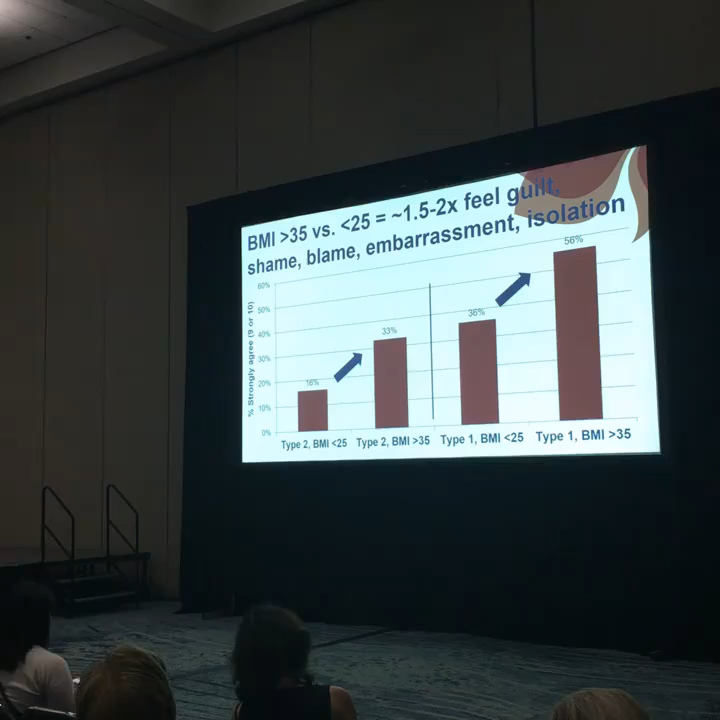 BMI >35 vs. <25 = ~1.5-2x feel guilt,
shame, blame, embarrassment, isolation
% Strongly agree (9 or 10)
60%
50%
40%
30%
20%
10%
0%
16%
33%
36%
56%
Type 2, BMI <25
Type 2, BMI >35
Type 1, BMI <25
Type 1, BMI >35